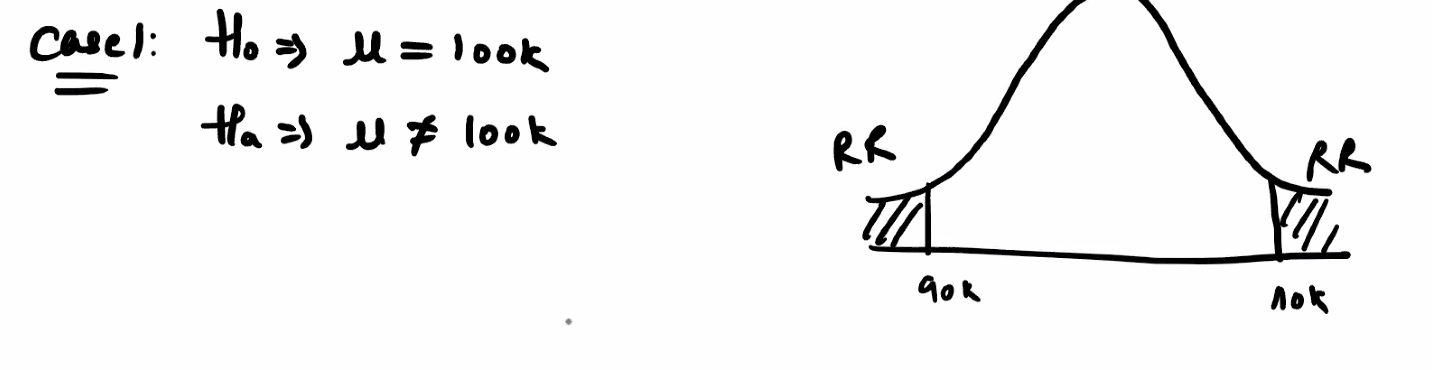 Case 1: H₀ ⇒ μ = 100k
Hₐ ⇒ μ ≠ 100k
RR
RR
90k
110k